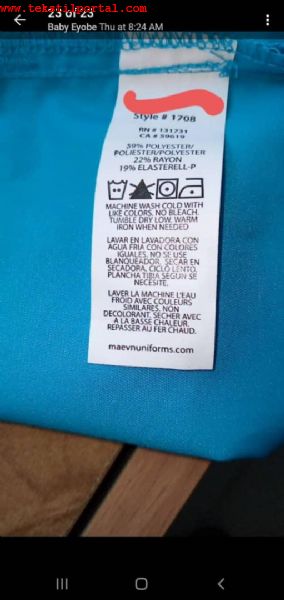 www.tekstilportal.com
23 of 23
Baby Eyobe Thu at 8:24 AM
Style # 1708
RN # 131731
CA # 59619
59% POLYESTER/
POLIESTER/POLYESTER
22% RAYON
19% ELASTERELL-P
MACHINE WASH COLD WITH
LIKE COLORS. NO BLEACH.
TUMBLE DRY LOW. WARM
IRON WHEN NEEDED
LAVAR EN LAVADORA CON
AGUA FRIA CON COLORES
IGUALES. NO SE USE
BLANQUEADOR. SECAR EN
SECADORA, CICLO LENTO.
PLANCHA TIBIA SEGUN SE
NECESITE.
LAVER LA MACHINE L'EAU
FROID AVEC COULEURS
SIMILAIRES. NON
DECOLORANT. SECHER AVEC
A LA BASSE CHALEUR.
REPASSER AU FER CHAUD.
maevnuniforms.com